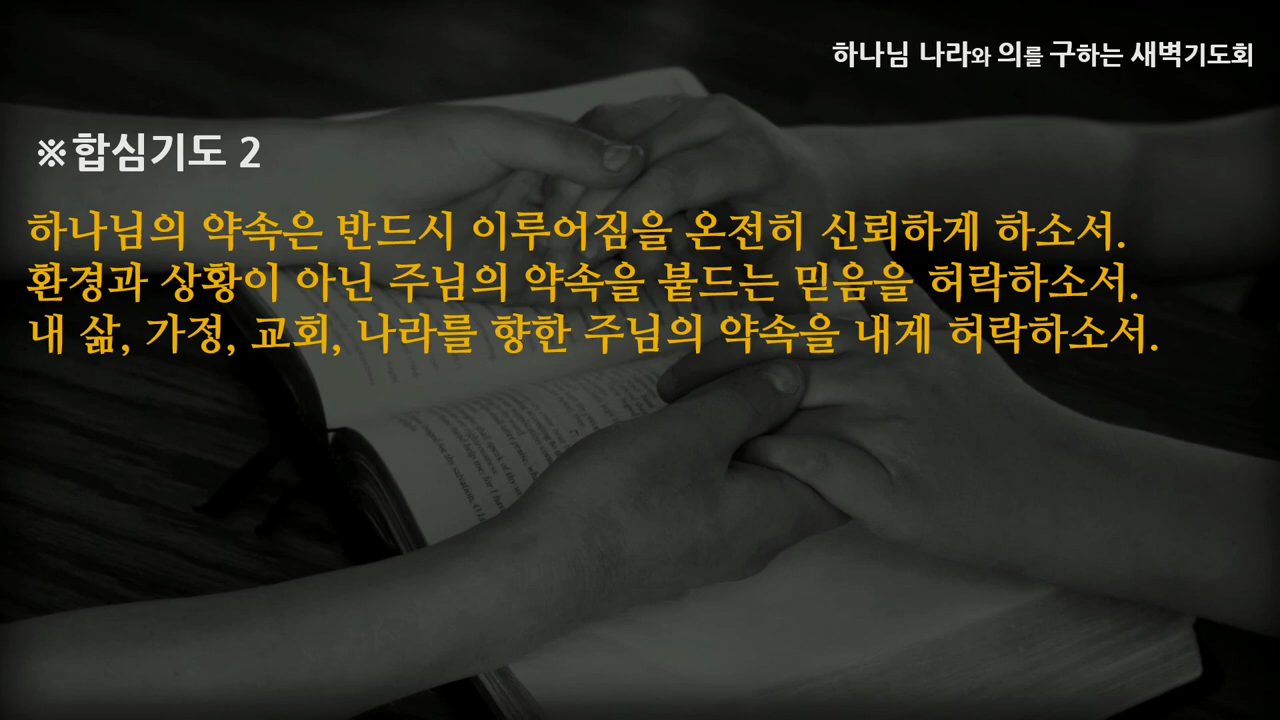 하나님 나라와 의를 구하는 새벽기도회
※합심기도 2
하나님의 약속은 반드시 이루어짐을 온전히 신뢰하게 하소서.
환경과 상황이 아닌 주님의 약속을 붙드는 믿음을 허락하소서.
내 삶, 가정, 교회, 나라를 향한 주님의 약속을 내게 허락하소서.